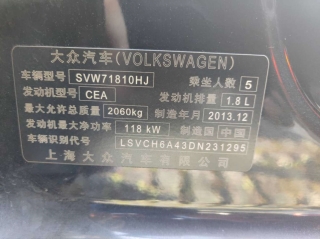 大众汽车(VOLKSWAGEN)
车辆型号 SVW71810HJ 乘坐人数 5
发动机型号 CEA 发动机排量 1.8 L
最大允许总质量 2060kg 制造年月 2013.12
发动机最大净功率 118 kW 制造国 中国
车辆识别代号 LSVCH6A43DN231295
上海大众汽车有限公司